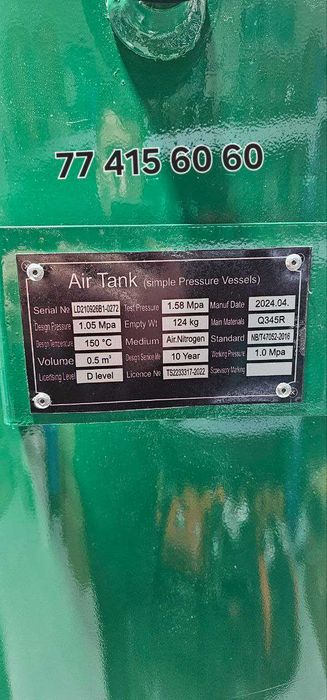 77 415 60 60
Air Tank (simple Pressure Vessels)
Serial № LD210926B1-0272 Test Pressure 1.58 Mpa Manuf Date 2024.04.
Design Pressure 1.05 Mpa Empty Wt 124 kg Main Materials Q345R
Design Temperature 150 °C Medium Air.Nitrogen Standard NB/T47052-2016
Volume 0.5 m³ Design Service life 10 Year Working Pressure 1.0 Mpa
Licensing Level D level Licence № TS2233317-2022 Supervisory Marking